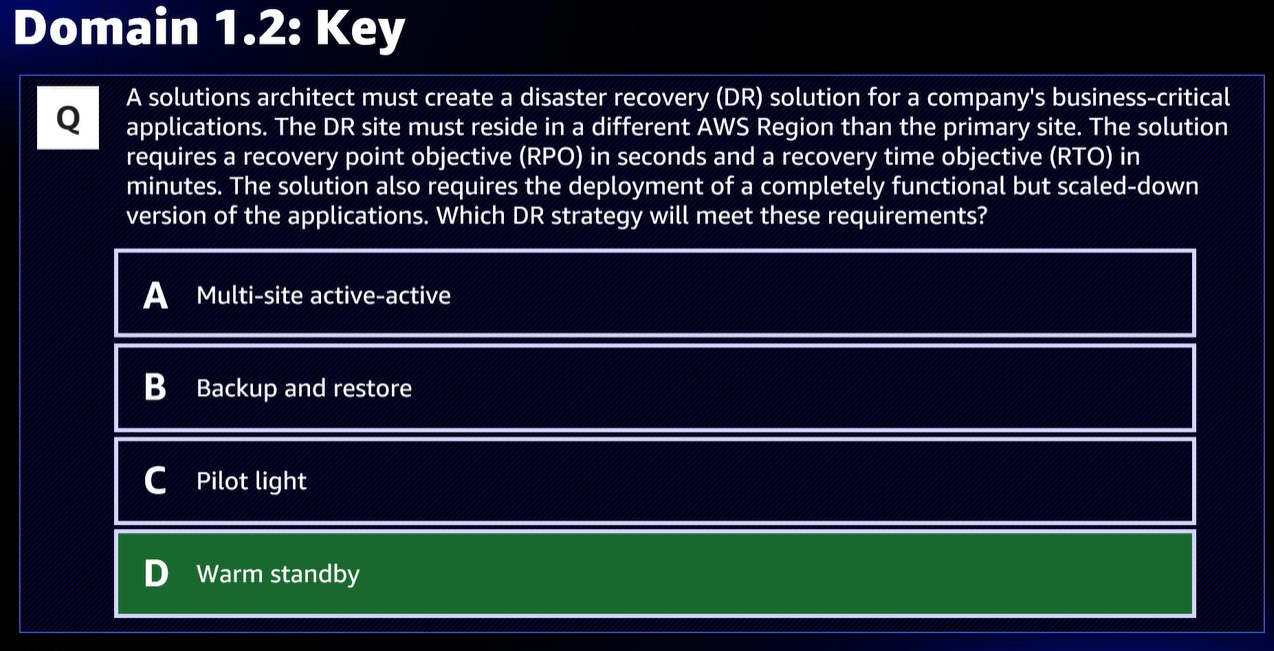 Domain 1.2: Key
Q
A solutions architect must create a disaster recovery (DR) solution for a company's business-critical
applications. The DR site must reside in a different AWS Region than the primary site. The solution
requires a recovery point objective (RPO) in seconds and a recovery time objective (RTO) in
minutes. The solution also requires the deployment of a completely functional but scaled-down
version of the applications. Which DR strategy will meet these requirements?
A Multi-site active-active
B Backup and restore
C Pilot light
D Warm standby